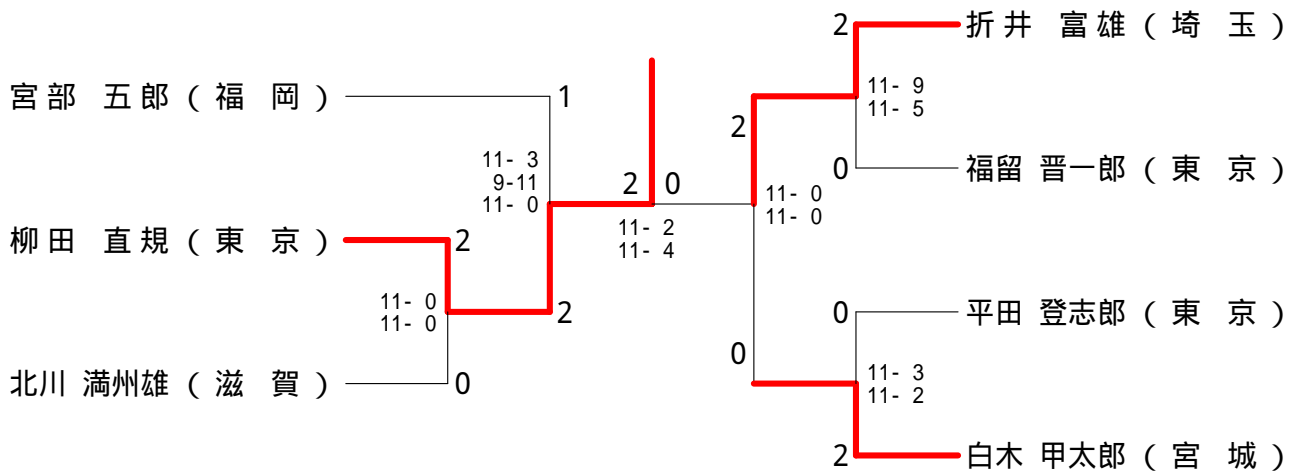 2 折井 富雄 ( 埼 玉 )
宮部 五郎 ( 福 岡 ) 1
11- 9
11- 5
2
11- 3
9-11
11- 0
0 福留 晋一郎 ( 東 京 )
2 0
11- 0
11- 0
11- 2
11- 4
柳田 直規 ( 東 京 ) 2
11- 0
11- 0
2
0 平田 登志郎 ( 東 京 )
0
北川 満州雄 ( 滋 賀 ) 0
11- 3
11- 2
2 白木 甲太郎 ( 宮 城 )